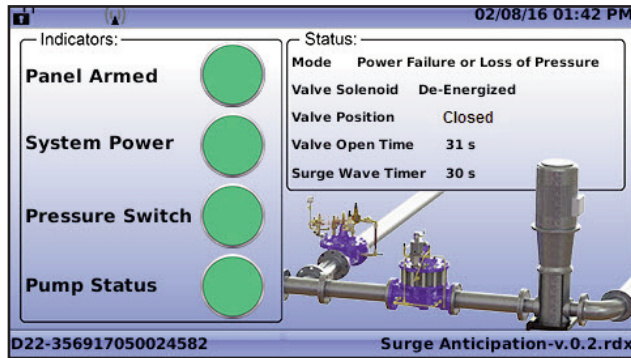 02/08/16 01:42 PM
Indicators:
Panel Armed
System Power
Pressure Switch
Pump Status
Status:
Mode Power Failure or Loss of Pressure
Valve Solenoid De-Energized
Valve Position Closed
Valve Open Time 31 s
Surge Wave Timer 30 s
D22-356917050024582 Surge Anticipation-v.0.2.rdx